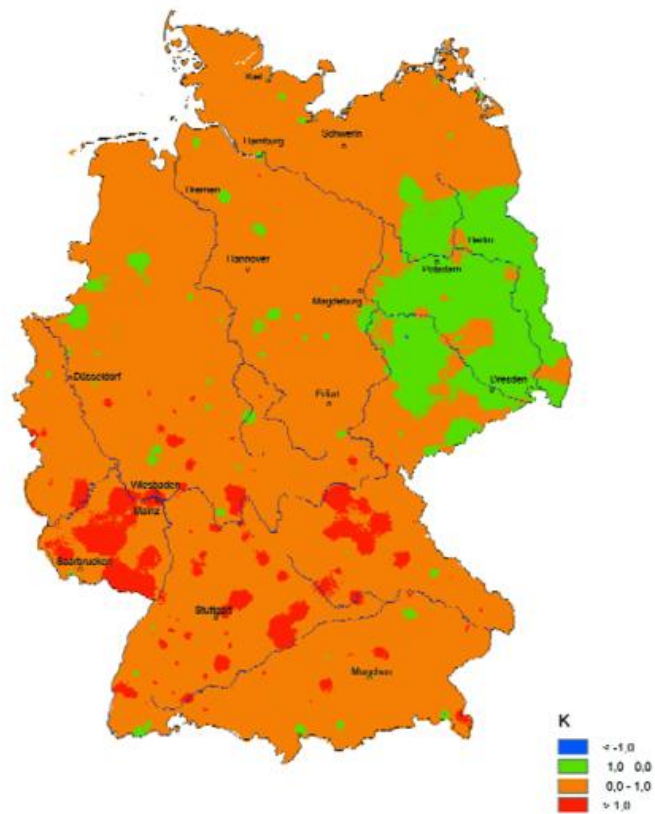 Kiel
Schwerin
Hamburg
Bremen
Berlin
Hannover
Potsdam
Magdeburg
Düsseldorf
Dresden
Erfurt
Wiesbaden
Mainz
Saarbrücken
Stuttgart
München
K
< -1,0
1,0 0,0
0,0 - 1,0
> 1,0